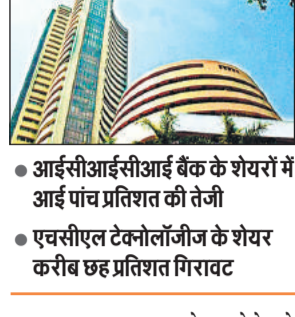 ● आईसीआईसीआई बैंक के शेयरों में
आई पांच प्रतिशत की तेजी
● एचसीएल टेक्नोलॉजीज के शेयर
करीब छह प्रतिशत गिरावट